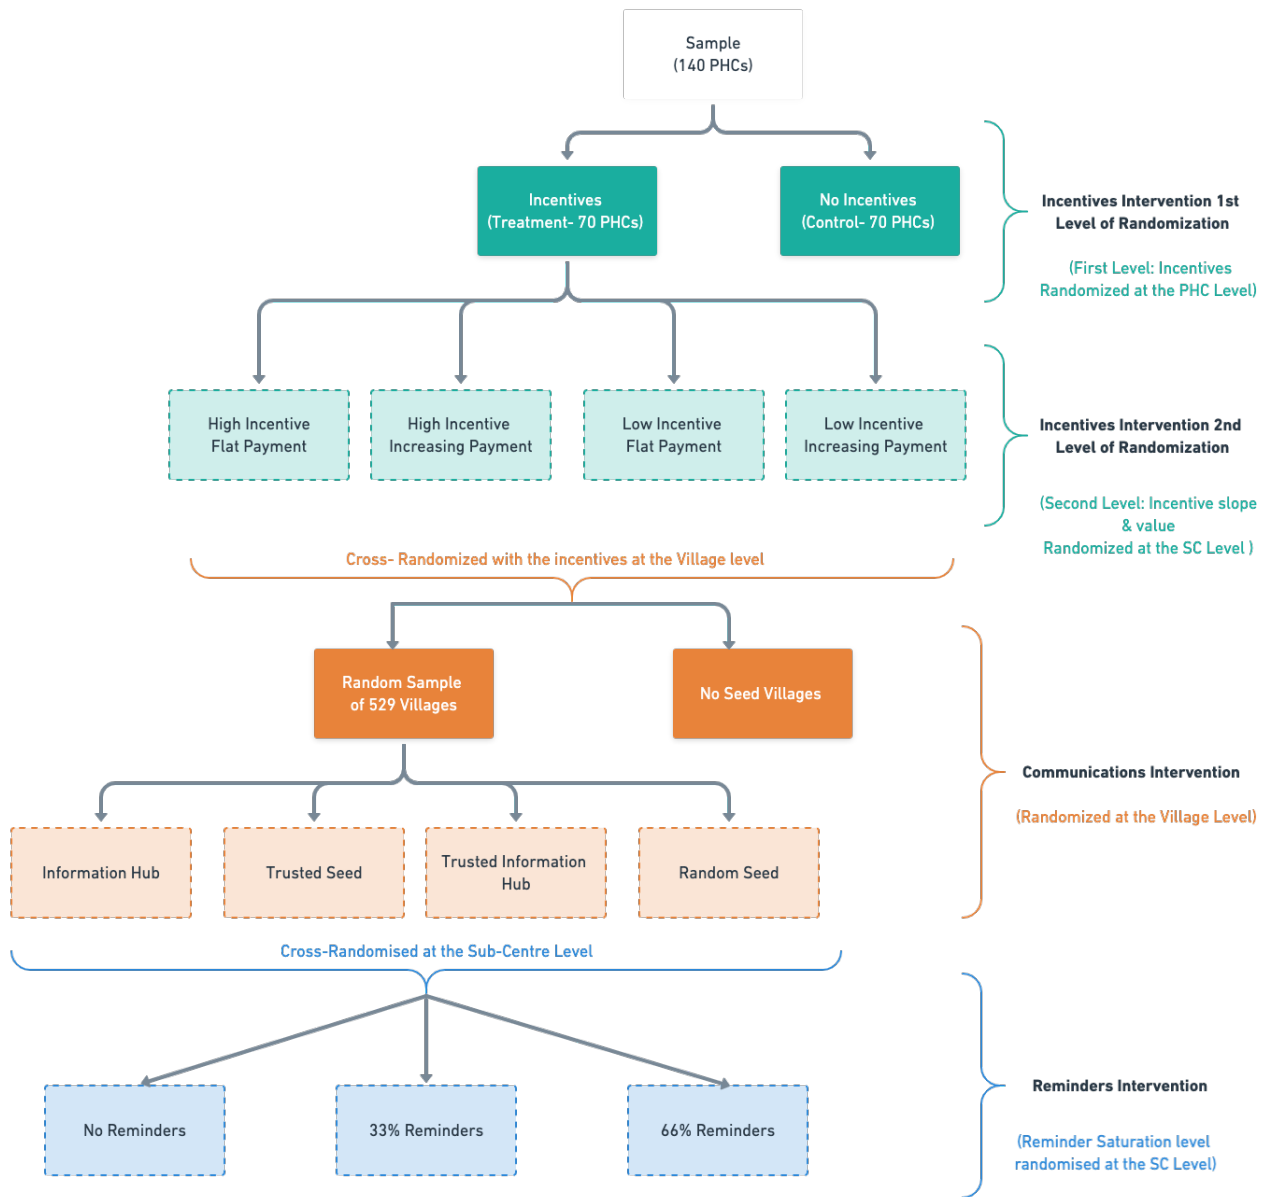 Sample
(140 PHCs)
Incentives
(Treatment- 70 PHCs)
No Incentives
(Control- 70 PHCs)
Incentives Intervention 1st
Level of Randomization
(First Level: Incentives
Randomized at the PHC Level)
High Incentive
Flat Payment
High Incentive
Increasing Payment
Low Incentive
Flat Payment
Low Incentive
Increasing Payment
Incentives Intervention 2nd
Level of Randomization
(Second Level: Incentive slope
& value
Randomized at the SC Level )
Cross- Randomized with the incentives at the Village level
Random Sample
of 529 Villages
No Seed Villages
Communications Intervention
(Randomized at the Village Level)
Information Hub
Trusted Seed
Trusted Information
Hub
Random Seed
Cross-Randomised at the Sub-Centre Level
No Reminders
33% Reminders
66% Reminders
Reminders Intervention
(Reminder Saturation level
randomised at the SC Level)